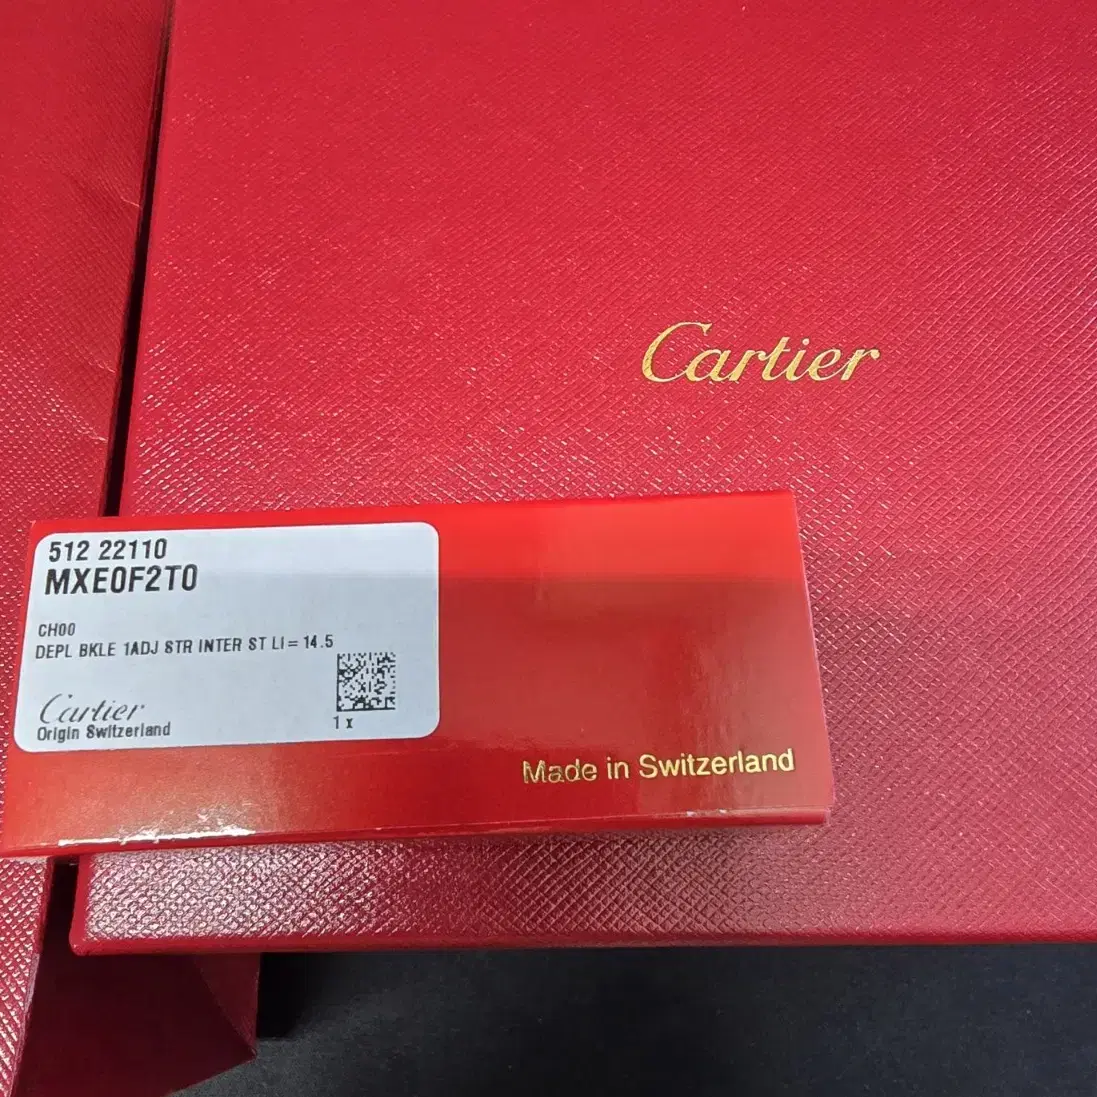 Cartier
512 22110
MXE0F2T0
CH00
DEPL BKLE 1ADJ STR INTER ST LI= 14.5
1 x
Cartier
Origin Switzerland
Made in Switzerland